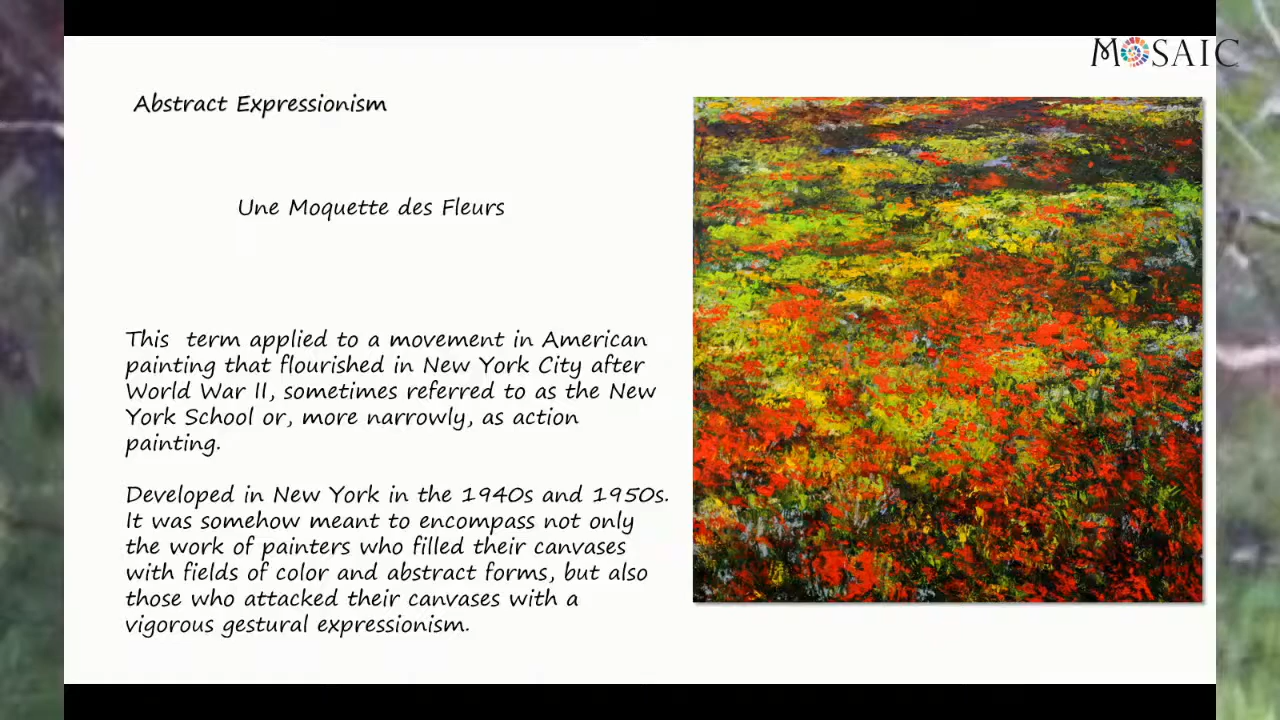 MOSAIC
Abstract Expressionism
Une Moquette des Fleurs
This term applied to a movement in American
painting that flourished in New York City after
World War II, sometimes referred to as the New
York School or, more narrowly, as action
painting.
Developed in New York in the 1940s and 1950s.
It was somehow meant to encompass not only
the work of painters who filled their canvases
with fields of color and abstract forms, but also
those who attacked their canvases with a
vigorous gestural expressionism.